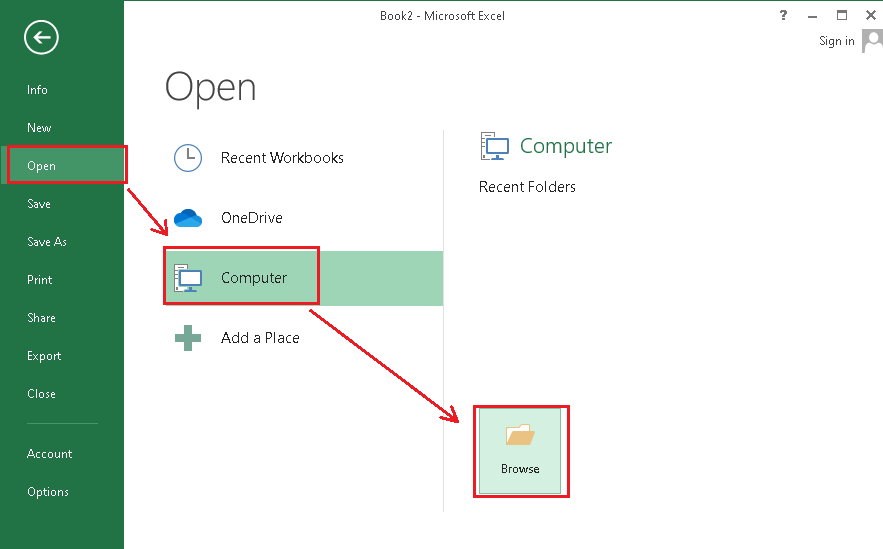 Book2 - Microsoft Excel
?
Sign in
Info
New
Open
Save
Save As
Print
Share
Export
Close
Account
Options
Open
Recent Workbooks
OneDrive
Computer
Add a Place
Computer
Recent Folders
Browse